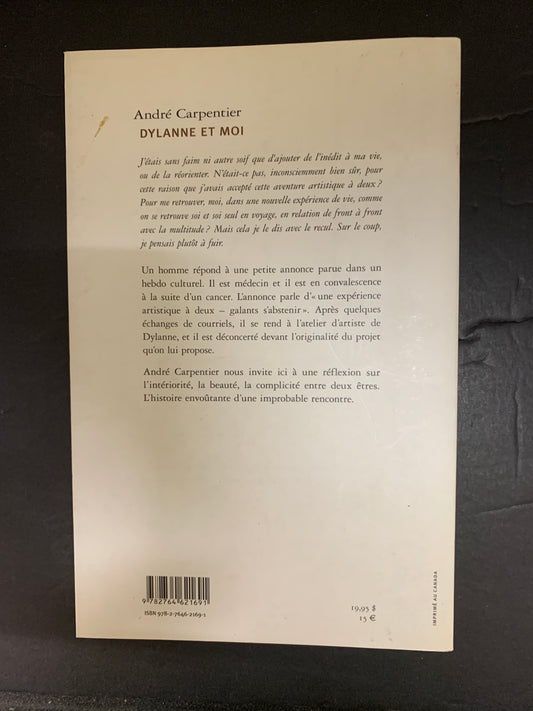 André Carpentier
DYLANNE ET MOI
J'étais sans faim ni autre soif que d'ajouter de l'inédit à ma vie,
ou de la réorienter. N'était-ce pas, inconsciemment bien sûr, pour
cette raison que j'avais accepté cette aventure artistique à deux ?
Pour me retrouver, moi, dans une nouvelle expérience de vie, comme
on se retrouve soi et soi seul en voyage, en relation de front à front
avec la multitude ? Mais cela je le dis avec le recul. Sur le coup,
je pensais plutôt à fuir.
Un homme répond à une petite annonce parue dans un
hebdo culturel. Il est médecin et il est en convalescence
à la suite d'un cancer. L'annonce parle d'« une expérience
artistique à deux – galants s'abstenir ». Après quelques
échanges de courriels, il se rend à l'atelier d'artiste de
Dylanne, et il est déconcerté devant l'originalité du projet
qu'on lui propose.
André Carpentier nous invite ici à une réflexion sur
l'intériorité, la beauté, la complicité entre deux êtres.
L'histoire envoûtante d'une improbable rencontre.
9 782764 621691
ISBN 978-2-7646-2169-1
19,95 $
15 €
IMPRIMÉ AU CANADA